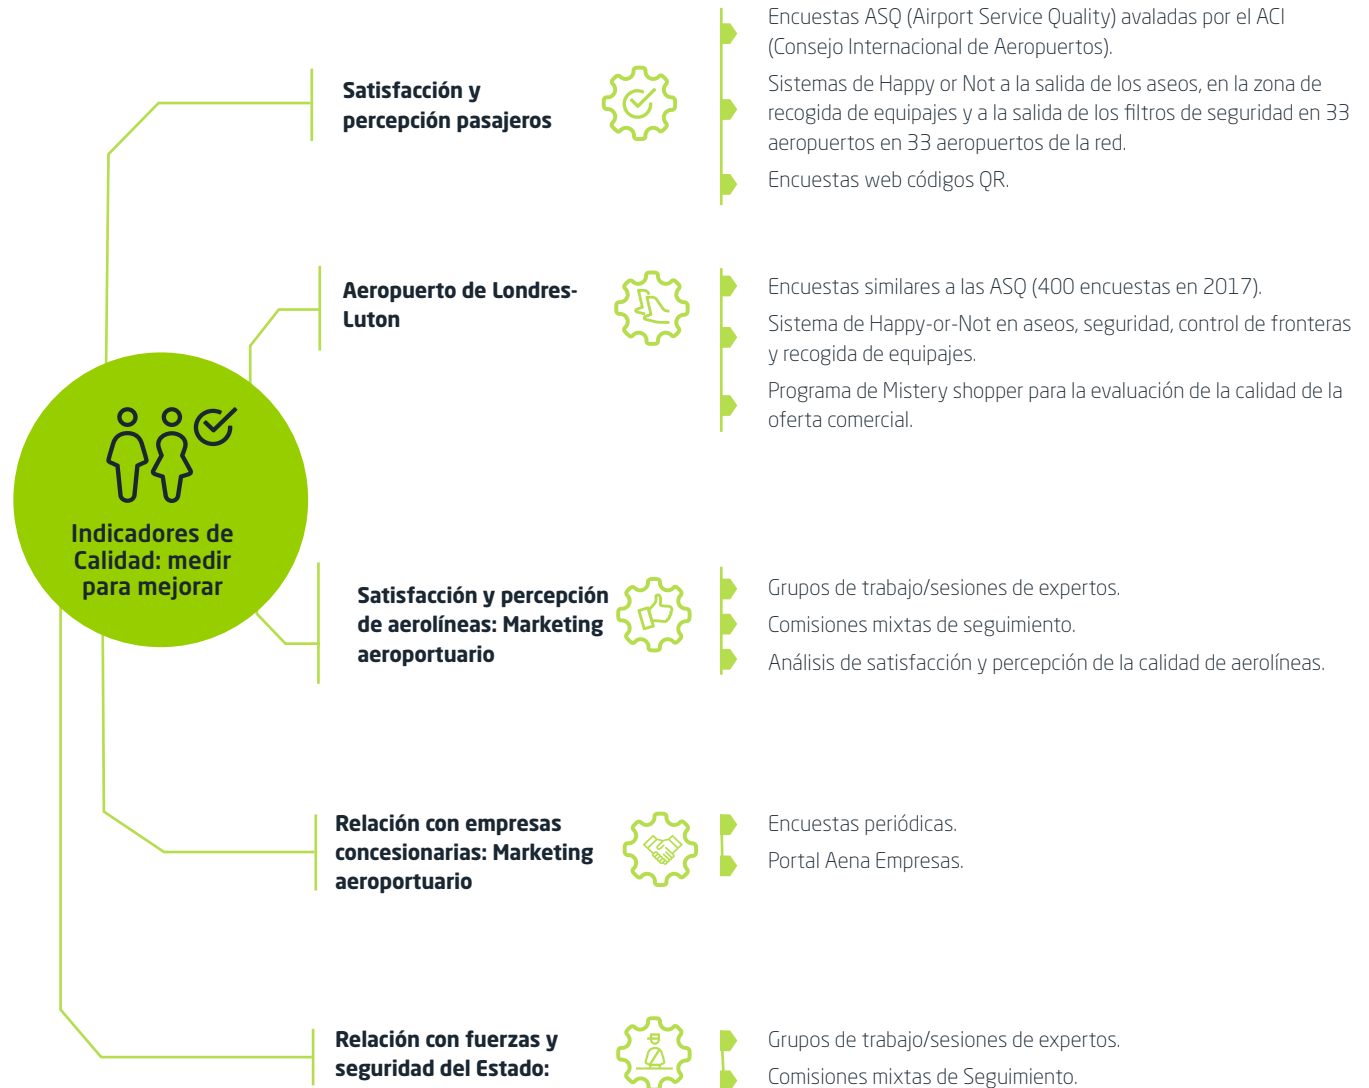 Indicadores de
Calidad: medir
para mejorar
Satisfacción y
percepción pasajeros
Encuestas ASQ (Airport Service Quality) avaladas por el ACI
(Consejo Internacional de Aeropuertos).
Sistemas de Happy or Not a la salida de los aseos, en la zona de
recogida de equipajes y a la salida de los filtros de seguridad en 33
aeropuertos en 33 aeropuertos de la red.
Encuestas web códigos QR.
Aeropuerto de Londres-
Luton
Encuestas similares a las ASQ (400 encuestas en 2017).
Sistema de Happy-or-Not en aseos, seguridad, control de fronteras
y recogida de equipajes.
Programa de Mistery shopper para la evaluación de la calidad de la
oferta comercial.
Satisfacción y percepción
de aerolíneas: Marketing
aeroportuario
Grupos de trabajo/sesiones de expertos.
Comisiones mixtas de seguimiento.
Análisis de satisfacción y percepción de la calidad de aerolíneas.
Relación con empresas
concesionarias: Marketing
aeroportuario
Encuestas periódicas.
Portal Aena Empresas.
Relación con fuerzas y
seguridad del Estado:
Grupos de trabajo/sesiones de expertos.
Comisiones mixtas de Seguimiento.